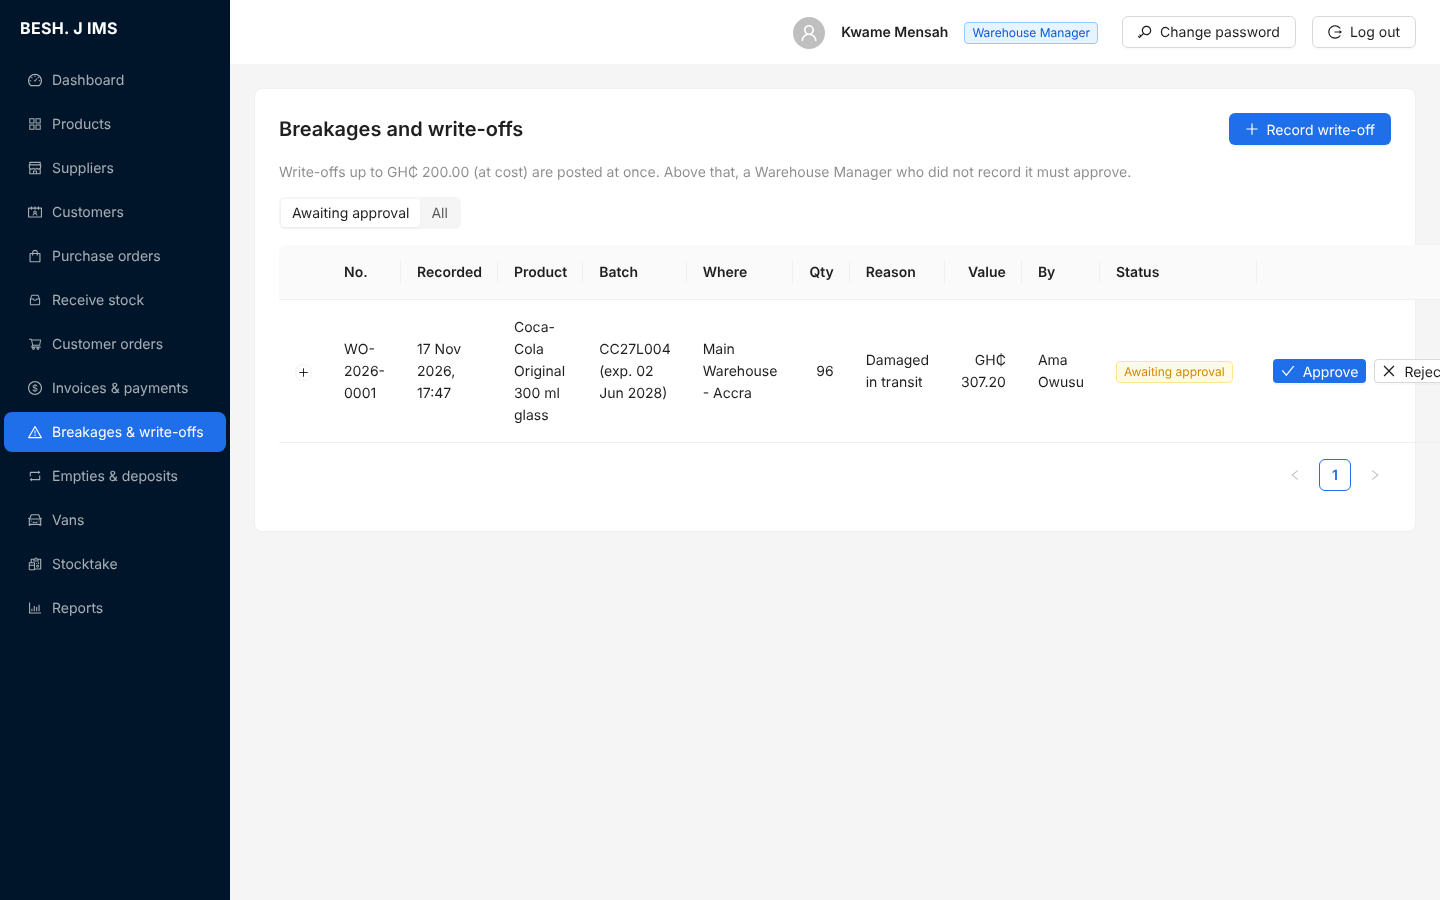 BESH. J IMS
Kwame Mensah
Warehouse Manager
Change password
Log out
Dashboard
Products
Suppliers
Customers
Purchase orders
Receive stock
Customer orders
Invoices & payments
Breakages & write-offs
Empties & deposits
Vans
Stocktake
Reports
Breakages and write-offs
Record write-off
Write-offs up to GH₵ 200.00 (at cost) are posted at once. Above that, a Warehouse Manager who did not record it must approve.
Awaiting approval All
No. Recorded Product Batch Where Qty Reason Value By Status
WO-
2026-
0001
17 Nov
2026,
17:47
Coca-
Cola
Original
300 ml
glass
CC27L004
(exp. 02
Jun 2028)
Main
Warehouse
- Accra
96
Damaged
in transit
GH₵
307.20
Ama
Owusu
Awaiting approval
Approve
Rejec
1